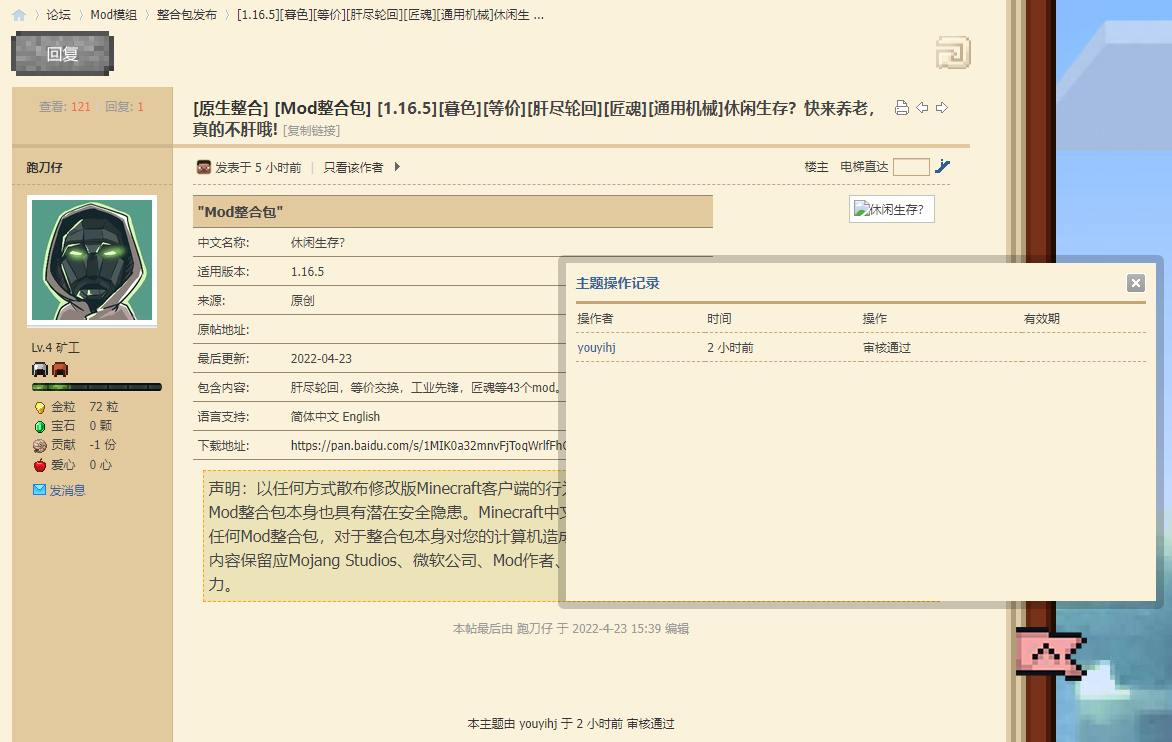 论坛 〉 Mod模组 〉 整合包发布 〉 [1.16.5][暮色][等价][肝尽轮回][匠魂][通用机械]休闲生 ...
回复
查看: 121 回复: 1
[原生整合] [Mod整合包] [1.16.5][暮色][等价][肝尽轮回][匠魂][通用机械]休闲生存？快来养老，
真的不肝哦! [复制链接]
跑刀仔
发表于 5 小时前 | 只看该作者
楼主 电梯直达
"Mod整合包"
休闲生存?
中文名称: 休闲生存?
适用版本: 1.16.5
来源: 原创
原帖地址:
最后更新: 2022-04-23
包含内容: 肝尽轮回，等价交换，工业先锋，匠魂等43个mod。
语言支持: 简体中文 English
下载地址: https://pan.baidu.com/s/1MIK0a32mnvFjToqWrlfFh
Lv.4 矿工
金粒 72 粒
宝石 0 颗
贡献 -1 份
爱心 0 心
发消息
声明：以任何方式散布修改版Minecraft客户端的行
Mod整合包本身也具有潜在安全隐患。Minecraft中
任何Mod整合包，对于整合包本身对您的计算机造
内容保留应Mojang Studios、微软公司、Mod作者、
力。
主题操作记录
操作者 时间 操作 有效期
youyihj 2 小时前 审核通过
本帖最后由 跑刀仔 于 2022-4-23 15:39 编辑
本主题由 youyihj 于 2 小时前 审核通过